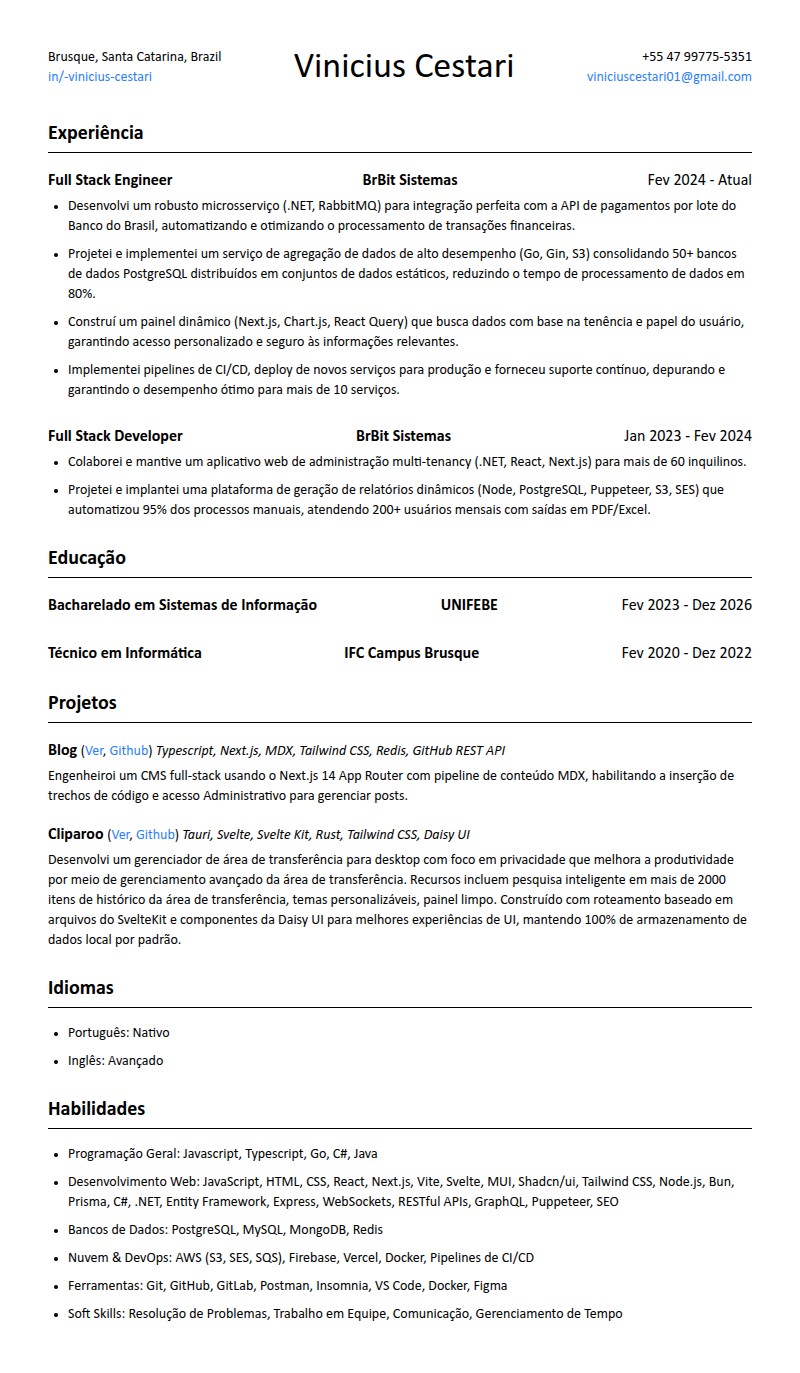 Brusque, Santa Catarina, Brazil
in/-vinicius-cestari
Vinicius Cestari
+55 47 99775-5351
viniciuscestari01@gmail.com
Experiência
Full Stack Engineer BrBit Sistemas Fev 2024 - Atual
• Desenvolvi um robusto microsserviço (.NET, RabbitMQ) para integração perfeita com a API de pagamentos por lote do
Banco do Brasil, automatizando e otimizando o processamento de transações financeiras.
• Projetei e implementei um serviço de agregação de dados de alto desempenho (Go, Gin, S3) consolidando 50+ bancos
de dados PostgreSQL distribuídos em conjuntos de dados estáticos, reduzindo o tempo de processamento de dados em
80%.
• Construí um painel dinâmico (Next.js, Chart.js, React Query) que busca dados com base na tenência e papel do usuário,
garantindo acesso personalizado e seguro às informações relevantes.
• Implementei pipelines de CI/CD, deploy de novos serviços para produção e forneceu suporte contínuo, depurando e
garantindo o desempenho ótimo para mais de 10 serviços.
Full Stack Developer BrBit Sistemas Jan 2023 - Fev 2024
• Colaborei e mantive um aplicativo web de administração multi-tenancy (.NET, React, Next.js) para mais de 60 inquilinos.
• Projetei e implantei uma plataforma de geração de relatórios dinâmicos (Node, PostgreSQL, Puppeteer, S3, SES) que
automatizou 95% dos processos manuais, atendendo 200+ usuários mensais com saídas em PDF/Excel.
Educação
Bacharelado em Sistemas de Informação UNIFEBE Fev 2023 - Dez 2026
Técnico em Informática IFC Campus Brusque Fev 2020 - Dez 2022
Projetos
Blog (Ver, Github) Typescript, Next.js, MDX, Tailwind CSS, Redis, GitHub REST API
Engenheiroi um CMS full-stack usando o Next.js 14 App Router com pipeline de conteúdo MDX, habilitando a inserção de
trechos de código e acesso Administrativo para gerenciar posts.
Cliparoo (Ver, Github) Tauri, Svelte, Svelte Kit, Rust, Tailwind CSS, Daisy UI
Desenvolvi um gerenciador de área de transferência para desktop com foco em privacidade que melhora a produtividade
por meio de gerenciamento avançado da área de transferência. Recursos incluem pesquisa inteligente em mais de 2000
itens de histórico da área de transferência, temas personalizáveis, painel limpo. Construído com roteamento baseado em
arquivos do SvelteKit e componentes da Daisy UI para melhores experiências de UI, mantendo 100% de armazenamento de
dados local por padrão.
Idiomas
• Português: Nativo
• Inglês: Avançado
Habilidades
• Programação Geral: Javascript, Typescript, Go, C#, Java
• Desenvolvimento Web: JavaScript, HTML, CSS, React, Next.js, Vite, Svelte, MUI, Shadcn/ui, Tailwind CSS, Node.js, Bun,
Prisma, C#, .NET, Entity Framework, Express, WebSockets, RESTful APIs, GraphQL, Puppeteer, SEO
• Bancos de Dados: PostgreSQL, MySQL, MongoDB, Redis
• Nuvem & DevOps: AWS (S3, SES, SQS), Firebase, Vercel, Docker, Pipelines de CI/CD
• Ferramentas: Git, GitHub, GitLab, Postman, Insomnia, VS Code, Docker, Figma
• Soft Skills: Resolução de Problemas, Trabalho em Equipe, Comunicação, Gerenciamento de Tempo